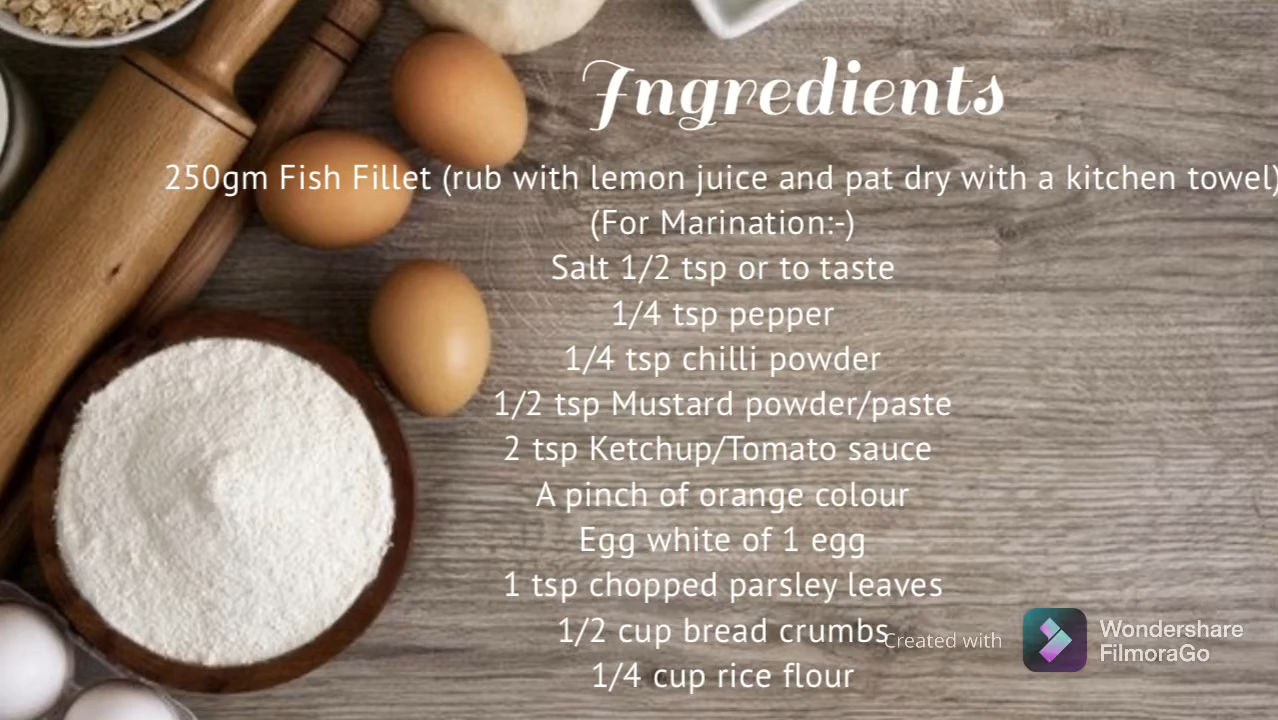 Ingredients
250gm Fish Fillet (rub with lemon juice and pat dry with a kitchen towel)
(For Marination:-)
Salt 1/2 tsp or to taste
1/4 tsp pepper
1/4 tsp chilli powder
1/2 tsp Mustard powder/paste
2 tsp Ketchup/Tomato sauce
A pinch of orange colour
Egg white of 1 egg
1 tsp chopped parsley leaves
1/2 cup bread crumbs
1/4 cup rice flour
Created with
Wondershare
FilmoraGo